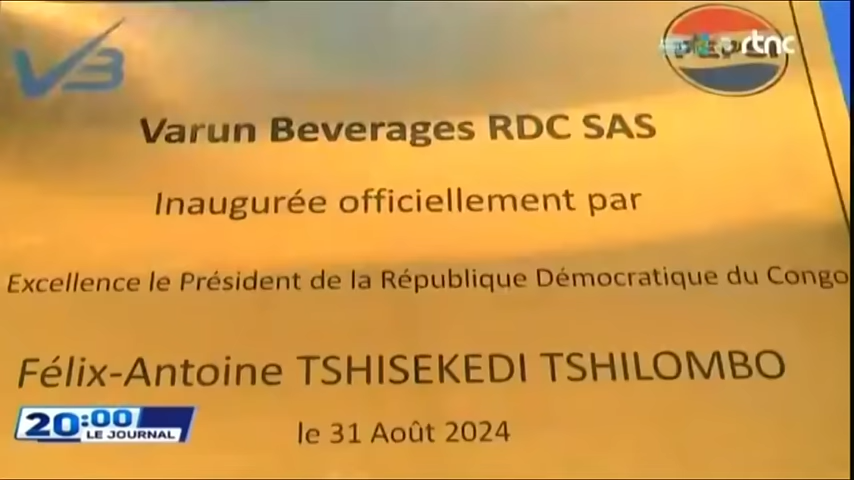 VB
PEPSI
rtnc
Varun Beverages RDC SAS
Inaugurée officiellement par
Excellence le Président de la République Démocratique du Congo
Félix-Antoine TSHISEKEDI TSHILOMBO
le 31 Août 2024
20:00
LE JOURNAL